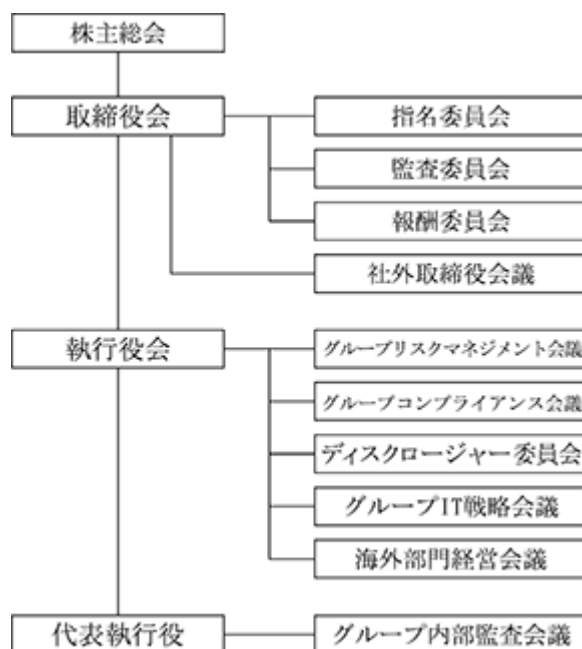 株主総会
取締役会
指名委員会
監査委員会
報酬委員会
社外取締役会議
執行役会
グループリスクマネジメント会議
グループコンプライアンス会議
ディスクロージャー委員会
グループIT戦略会議
海外部門経営会議
代表執行役
グループ内部監査会議